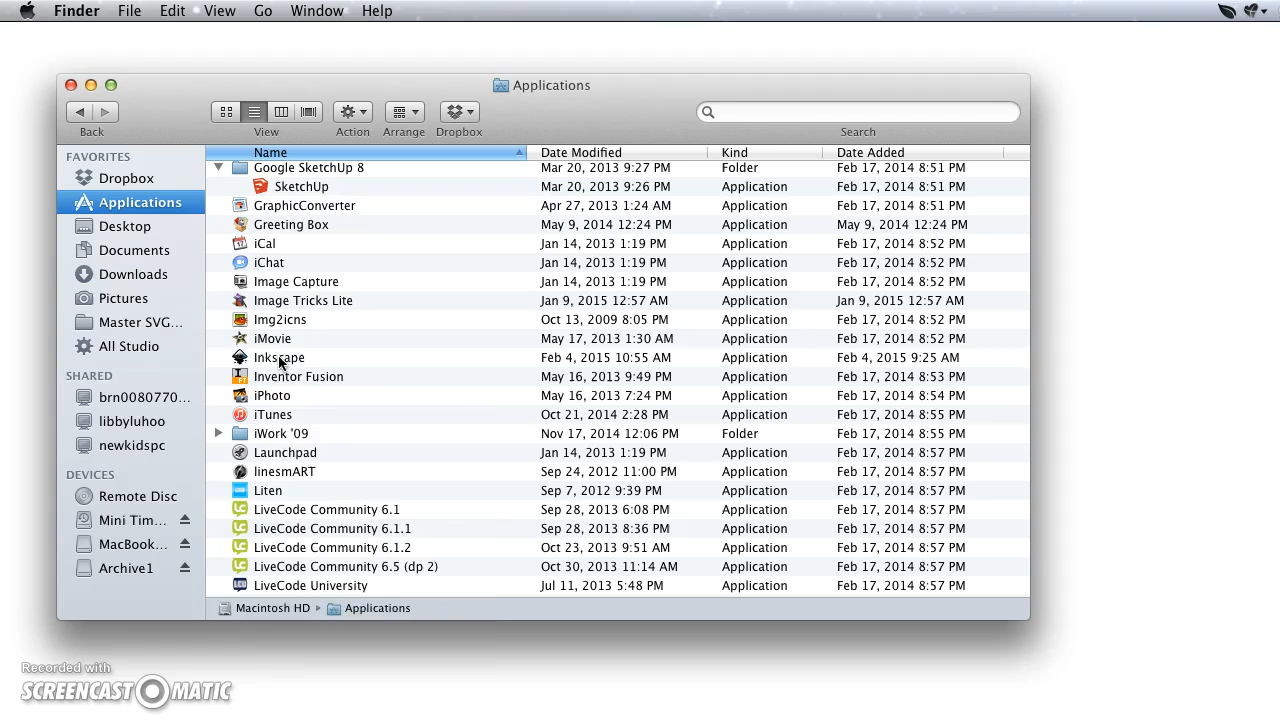 Finder File Edit View Go Window Help
Applications
Back View Action Arrange Dropbox Search
FAVORITES
Dropbox
Applications
Desktop
Documents
Downloads
Pictures
Master SVG...
All Studio
SHARED
brn0080770...
libbyluhoo
newkidspc
DEVICES
Remote Disc
Mini Tim...
MacBook...
Archive1
Name Date Modified Kind Date Added
Google SketchUp 8 Mar 20, 2013 9:27 PM Folder Feb 17, 2014 8:51 PM
SketchUp Mar 20, 2013 9:26 PM Application Feb 17, 2014 8:51 PM
GraphicConverter Apr 27, 2013 1:24 AM Application Feb 17, 2014 8:51 PM
Greeting Box May 9, 2014 12:24 PM Application May 9, 2014 12:24 PM
iCal Jan 14, 2013 1:19 PM Application Feb 17, 2014 8:52 PM
iChat Jan 14, 2013 1:19 PM Application Feb 17, 2014 8:52 PM
Image Capture Jan 14, 2013 1:19 PM Application Feb 17, 2014 8:52 PM
Image Tricks Lite Jan 9, 2015 12:57 AM Application Jan 9, 2015 12:57 AM
Img2icns Oct 13, 2009 8:05 PM Application Feb 17, 2014 8:52 PM
iMovie May 17, 2013 1:30 AM Application Feb 17, 2014 8:52 PM
Inkscape Feb 4, 2015 10:55 AM Application Feb 4, 2015 9:25 AM
Inventor Fusion May 16, 2013 9:49 PM Application Feb 17, 2014 8:53 PM
iPhoto May 16, 2013 7:24 PM Application Feb 17, 2014 8:54 PM
iTunes Oct 21, 2014 2:28 PM Application Feb 17, 2014 8:55 PM
iWork '09 Nov 17, 2014 12:06 PM Folder Feb 17, 2014 8:55 PM
Launchpad Jan 14, 2013 1:19 PM Application Feb 17, 2014 8:57 PM
linesmART Sep 24, 2012 11:00 PM Application Feb 17, 2014 8:57 PM
Liten Sep 7, 2012 9:39 PM Application Feb 17, 2014 8:57 PM
LiveCode Community 6.1 Sep 28, 2013 6:08 PM Application Feb 17, 2014 8:57 PM
LiveCode Community 6.1.1 Sep 28, 2013 8:36 PM Application Feb 17, 2014 8:57 PM
LiveCode Community 6.1.2 Oct 23, 2013 9:51 AM Application Feb 17, 2014 8:57 PM
LiveCode Community 6.5 (dp 2) Oct 30, 2013 11:14 AM Application Feb 17, 2014 8:57 PM
LiveCode University Jul 11, 2013 5:48 PM Application Feb 17, 2014 8:57 PM
Macintosh HD Applications
Recorded with
SCREENCAST-O-MATIC